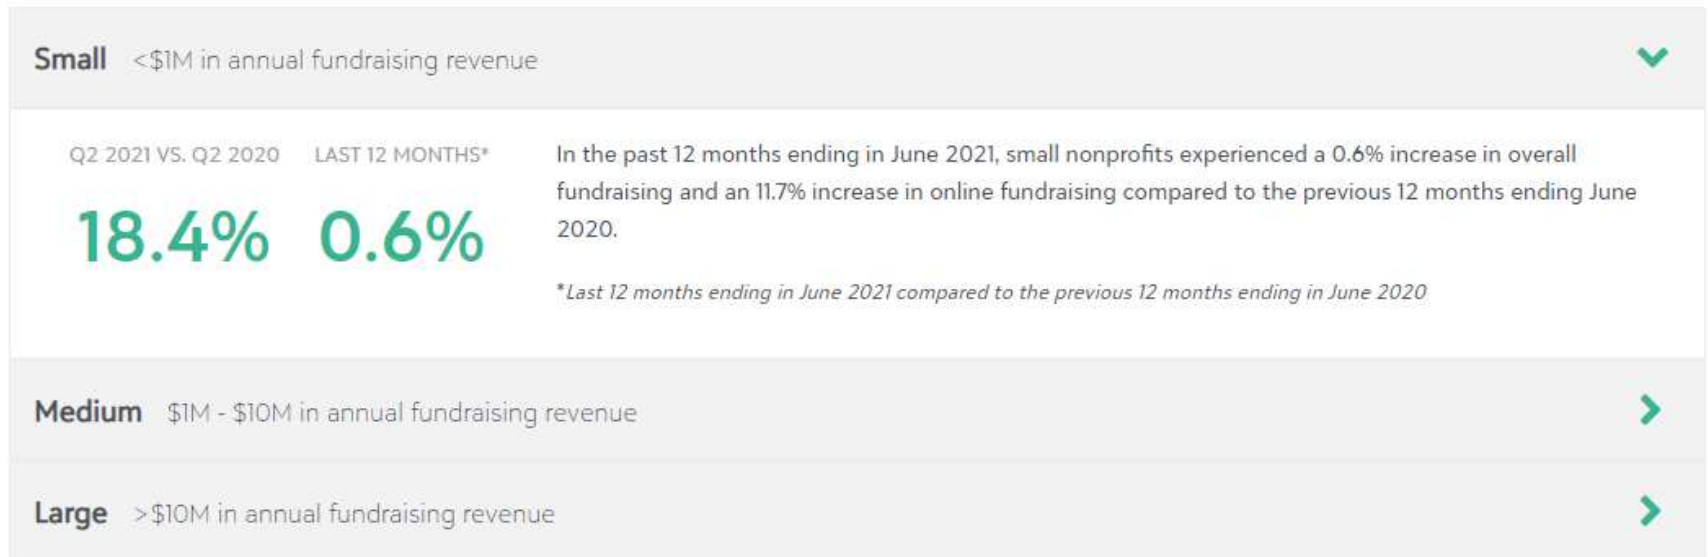 Small <$1M in annual fundraising revenue
Q2 2021 VS. Q2 2020 LAST 12 MONTHS*
18.4% 0.6%
In the past 12 months ending in June 2021, small nonprofits experienced a 0.6% increase in overall
fundraising and an 11.7% increase in online fundraising compared to the previous 12 months ending June
2020.
*Last 12 months ending in June 2021 compared to the previous 12 months ending in June 2020
Medium $1M - $10M in annual fundraising revenue
Large >$10M in annual fundraising revenue